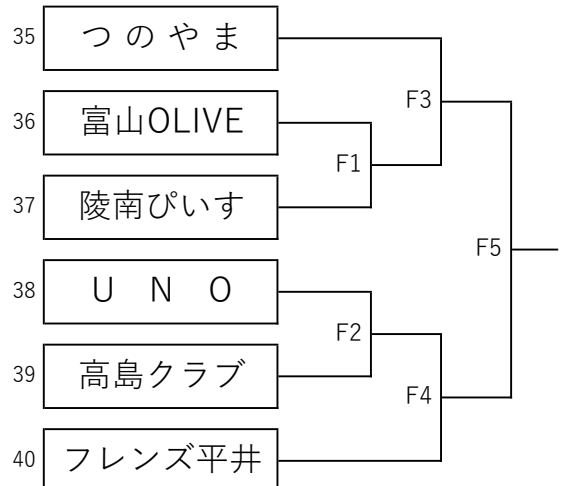 35 つのやま
F3
36 富山OLIVE
F1
37 陵南ぴいす
F5
38 U N O
F2
39 高島クラブ
F4
40 フレンズ平井